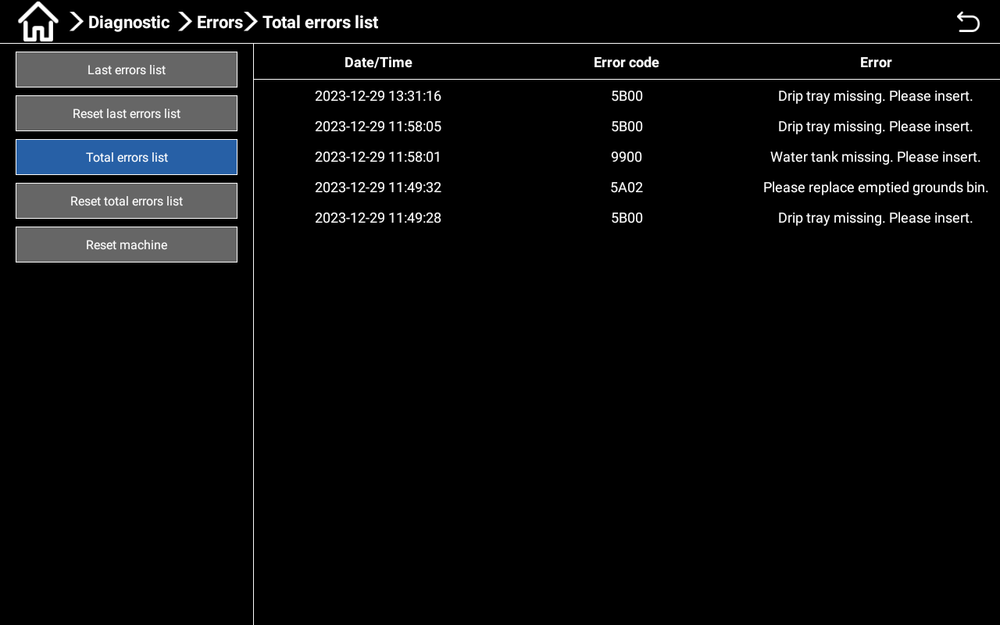 Diagnostic Errors Total errors list
Last errors list
Reset last errors list
Total errors list
Reset total errors list
Reset machine
Date/Time Error code Error
2023-12-29 13:31:16 5B00 Drip tray missing. Please insert.
2023-12-29 11:58:05 5B00 Drip tray missing. Please insert.
2023-12-29 11:58:01 9900 Water tank missing. Please insert.
2023-12-29 11:49:32 5A02 Please replace emptied grounds bin.
2023-12-29 11:49:28 5B00 Drip tray missing. Please insert.